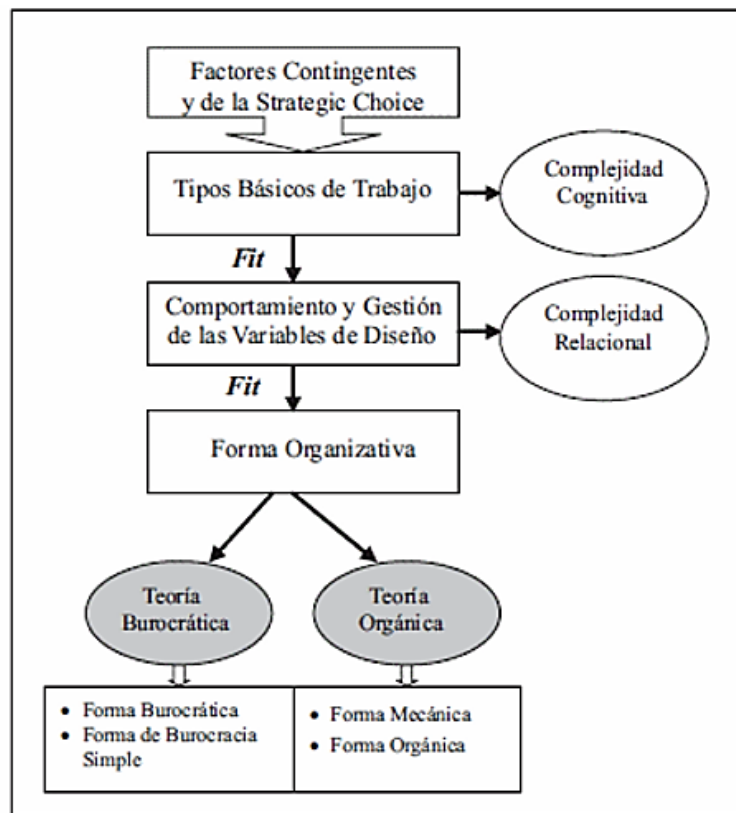 Factores Contingentes
y de la Strategic Choice
Tipos Básicos de Trabajo
Complejidad
Cognitiva
Fit
Comportamiento y Gestión
de las Variables de Diseño
Complejidad
Relacional
Fit
Forma Organizativa
Teoría
Burocrática
Teoría
Orgánica
• Forma Burocrática
• Forma de Burocracia
Simple
• Forma Mecánica
• Forma Orgánica